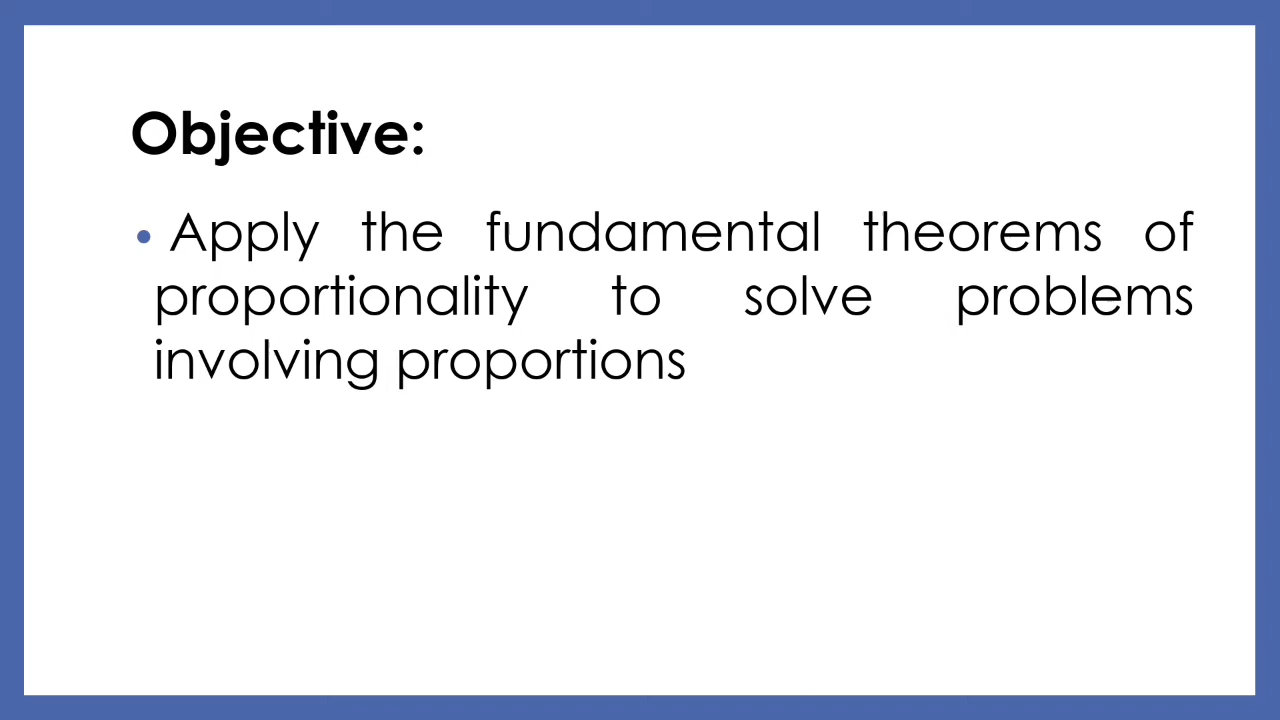 Objective:
• Apply the fundamental theorems of
proportionality to solve problems
involving proportions